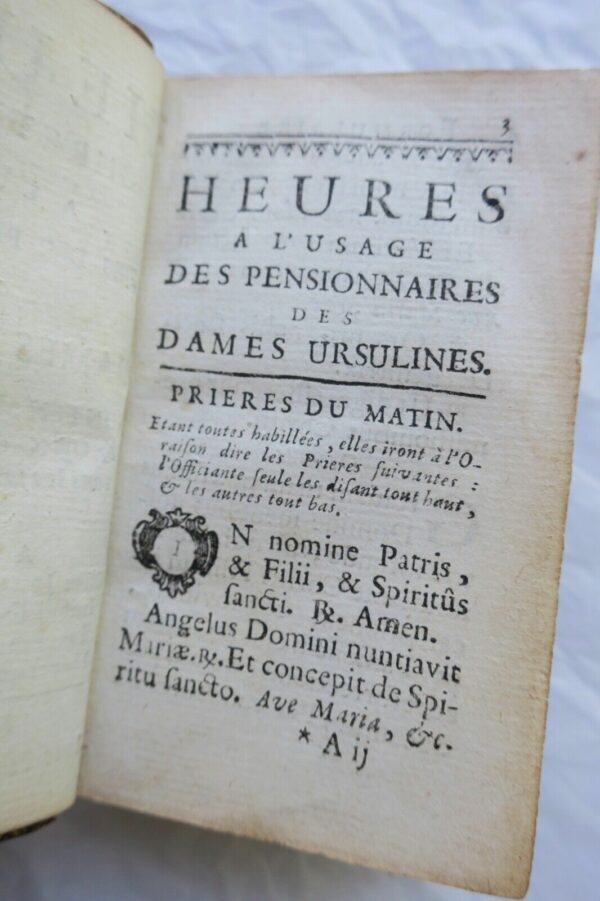 3
HEURES
A L'USAGE
DES PENSIONNAIRES
DES
DAMES URSULINES.
PRIERES DU MATIN.
Etant toutes habillées, elles iront à l'O-
raiſon dire les Prieres ſuivantes :
l'Officiante ſeule les diſant tout haut,
& les autres tout bas.
IN nomine Patris,
& Filii, & Spiritûs
ſancti. ℟. Amen.
Angelus Domini nuntiavit
Mariæ. ℟. Et concepit de Spi-
ritu ſancto. Ave Maria, &c.
* A ij